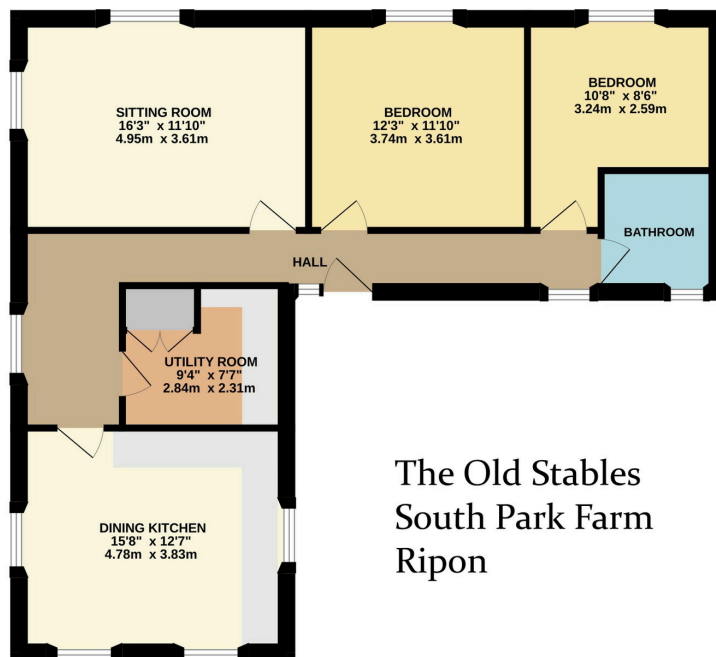 SITTING ROOM
16'3" x 11'10"
4.95m x 3.61m
BEDROOM
12'3" x 11'10"
3.74m x 3.61m
BEDROOM
10'8" x 8'6"
3.24m x 2.59m
BATHROOM
HALL
UTILITY ROOM
9'4" x 7'7"
2.84m x 2.31m
DINING KITCHEN
15'8" x 12'7"
4.78m x 3.83m
The Old Stables
South Park Farm
Ripon